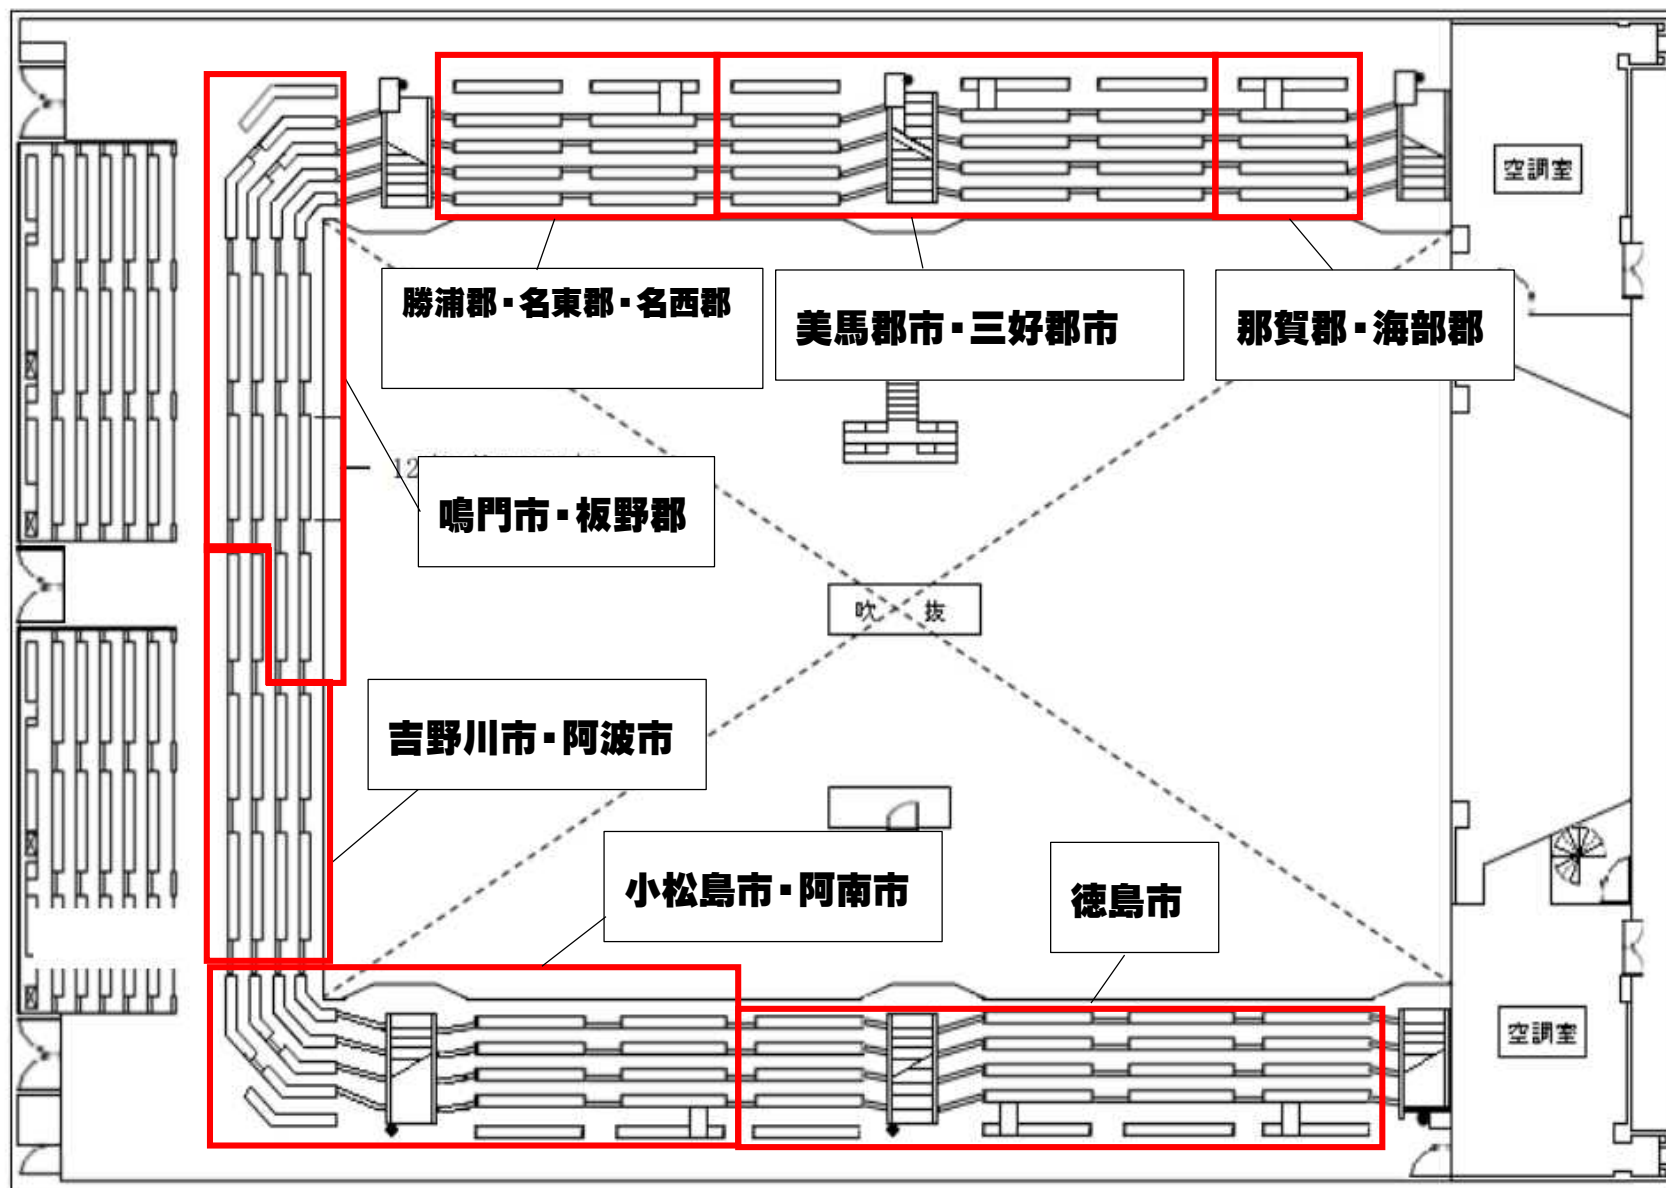 空調室
勝浦郡・名東郡・名西郡
美馬郡市・三好郡市
那賀郡・海部郡
12
鳴門市・板野郡
吹 抜
吉野川市・阿波市
小松島市・阿南市
徳島市
空調室